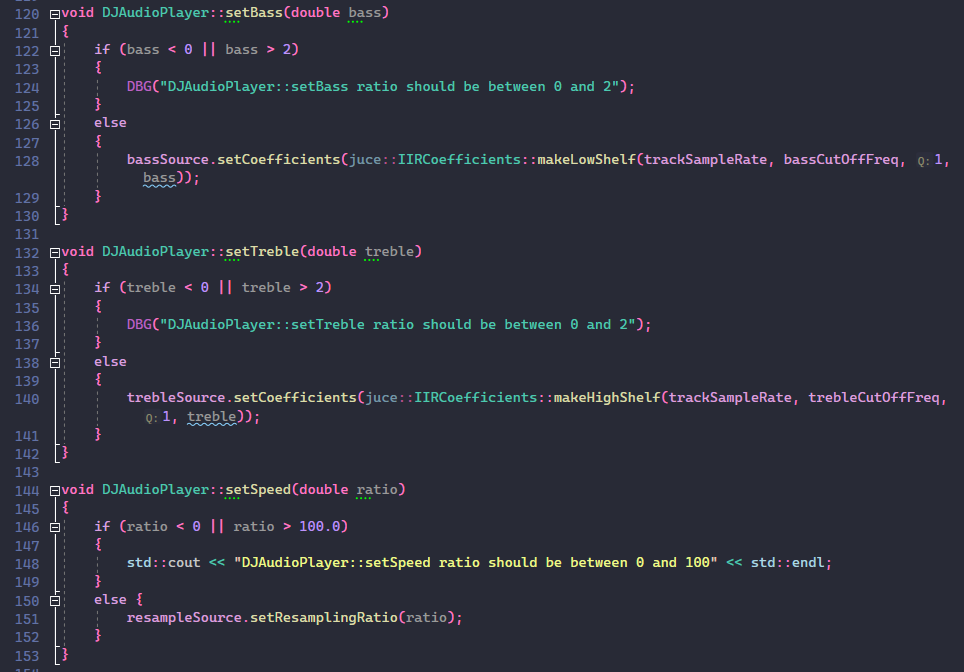 120 void DJAudioPlayer::setBass(double bass)
121 {
122 if (bass < 0 || bass > 2)
123 {
124 DBG("DJAudioPlayer::setBass ratio should be between 0 and 2");
125 }
126 else
127 {
128 bassSource.setCoefficients(juce::IIRCoefficients::makeLowShelf(trackSampleRate, bassCutOffFreq, Q: 1,
bass));
129 }
130 }
131
132 void DJAudioPlayer::setTreble(double treble)
133 {
134 if (treble < 0 || treble > 2)
135 {
136 DBG("DJAudioPlayer::setTreble ratio should be between 0 and 2");
137 }
138 else
139 {
140 trebleSource.setCoefficients(juce::IIRCoefficients::makeHighShelf(trackSampleRate, trebleCutOffFreq,
Q: 1, treble));
141 }
142 }
143
144 void DJAudioPlayer::setSpeed(double ratio)
145 {
146 if (ratio < 0 || ratio > 100.0)
147 {
148 std::cout << "DJAudioPlayer::setSpeed ratio should be between 0 and 100" << std::endl;
149 }
150 else {
151 resampleSource.setResamplingRatio(ratio);
152 }
153 }